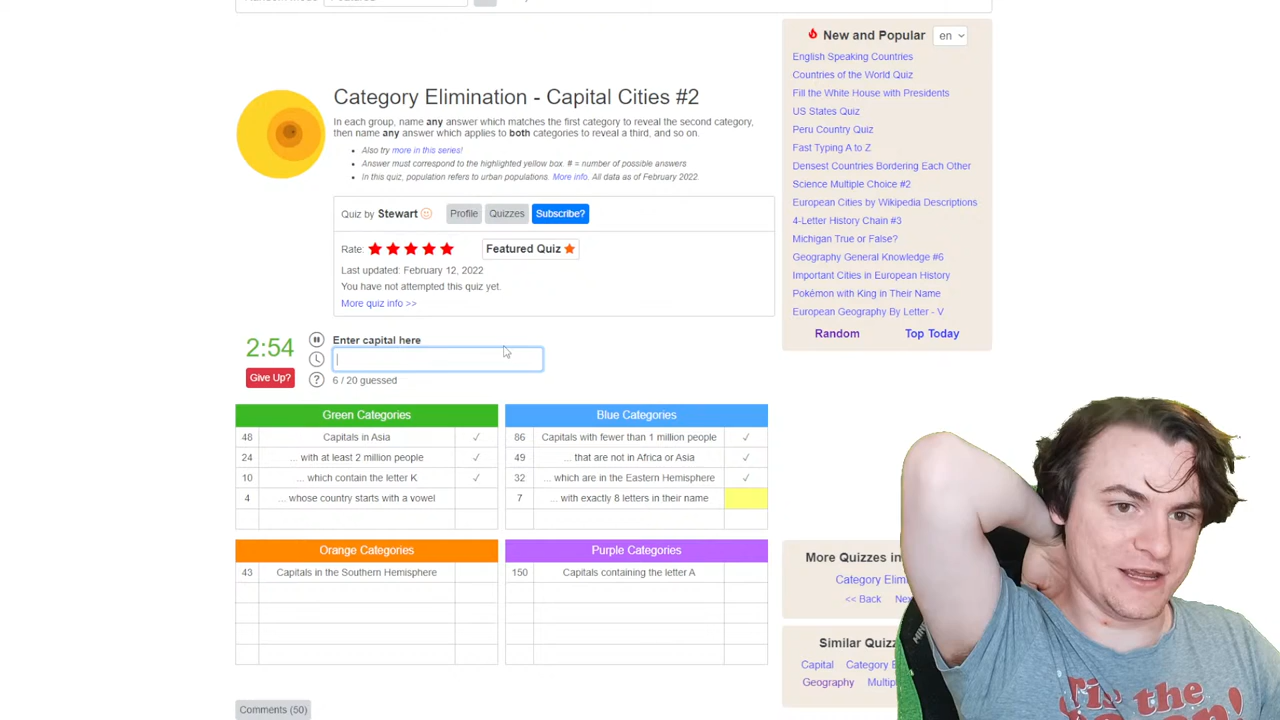 New and Popular en
English Speaking Countries
Countries of the World Quiz
Fill the White House with Presidents
US States Quiz
Peru Country Quiz
Fast Typing A to Z
Densest Countries Bordering Each Other
Science Multiple Choice #2
European Cities by Wikipedia Descriptions
4-Letter History Chain #3
Michigan True or False?
Geography General Knowledge #6
Important Cities in European History
Pokémon with King in Their Name
European Geography By Letter - V
Random Top Today
Category Elimination - Capital Cities #2
In each group, name any answer which matches the first category to reveal the second category,
then name any answer which applies to both categories to reveal a third, and so on.
Also try more in this series!
Answer must correspond to the highlighted yellow box. # = number of possible answers
In this quiz, population refers to urban populations. More info. All data as of February 2022.
Quiz by Stewart Profile Quizzes Subscribe?
Rate: Featured Quiz
Last updated: February 12, 2022
You have not attempted this quiz yet.
More quiz info >>
2:54
Give Up?
Enter capital here
6 / 20 guessed
Green Categories
48 Capitals in Asia ✓
24 ... with at least 2 million people ✓
10 ... which contain the letter K ✓
4 ... whose country starts with a vowel
Blue Categories
86 Capitals with fewer than 1 million people ✓
49 ... that are not in Africa or Asia ✓
32 ... which are in the Eastern Hemisphere ✓
7 ... with exactly 8 letters in their name
Orange Categories
43 Capitals in the Southern Hemisphere
Purple Categories
150 Capitals containing the letter A
More Quizzes in
Category Elim
<< Back Ne
Similar Quizz
Capital Category E
Geography Multip
Comments (50)
'Tis the